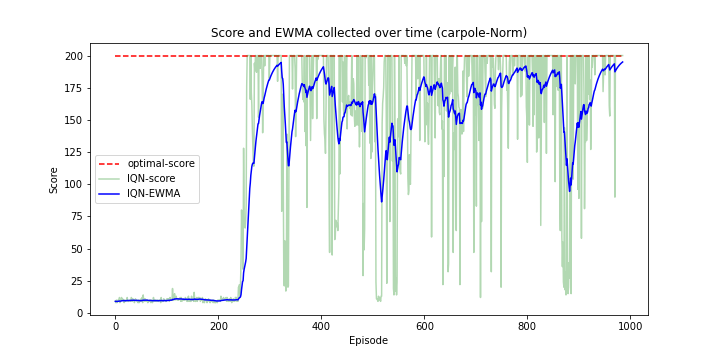 Score and EWMA collected over time (carpole-Norm)
200
175
150
125
100
75
50
25
0
Score
optimal-score
IQN-score
IQN-EWMA
0
200
400
600
800
1000
Episode